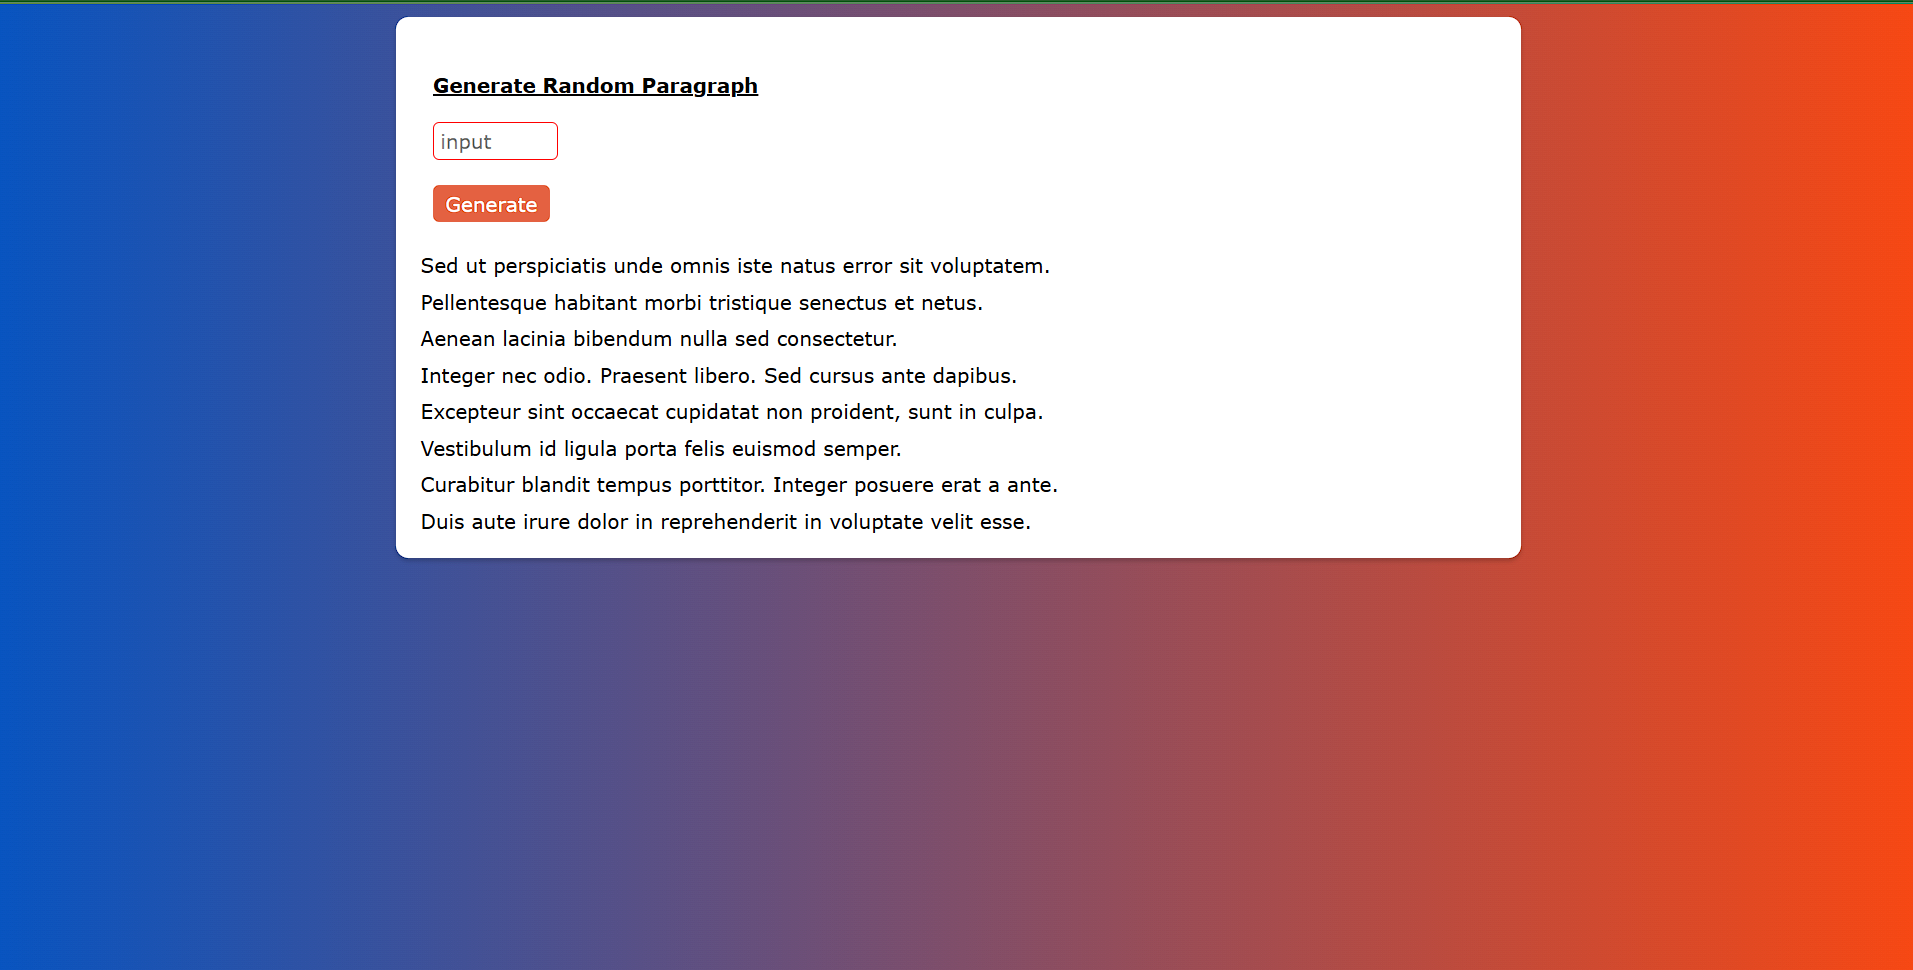 Generate Random Paragraph
input
Generate
Sed ut perspiciatis unde omnis iste natus error sit voluptatem.
Pellentesque habitant morbi tristique senectus et netus.
Aenean lacinia bibendum nulla sed consectetur.
Integer nec odio. Praesent libero. Sed cursus ante dapibus.
Excepteur sint occaecat cupidatat non proident, sunt in culpa.
Vestibulum id ligula porta felis euismod semper.
Curabitur blandit tempus porttitor. Integer posuere erat a ante.
Duis aute irure dolor in reprehenderit in voluptate velit esse.